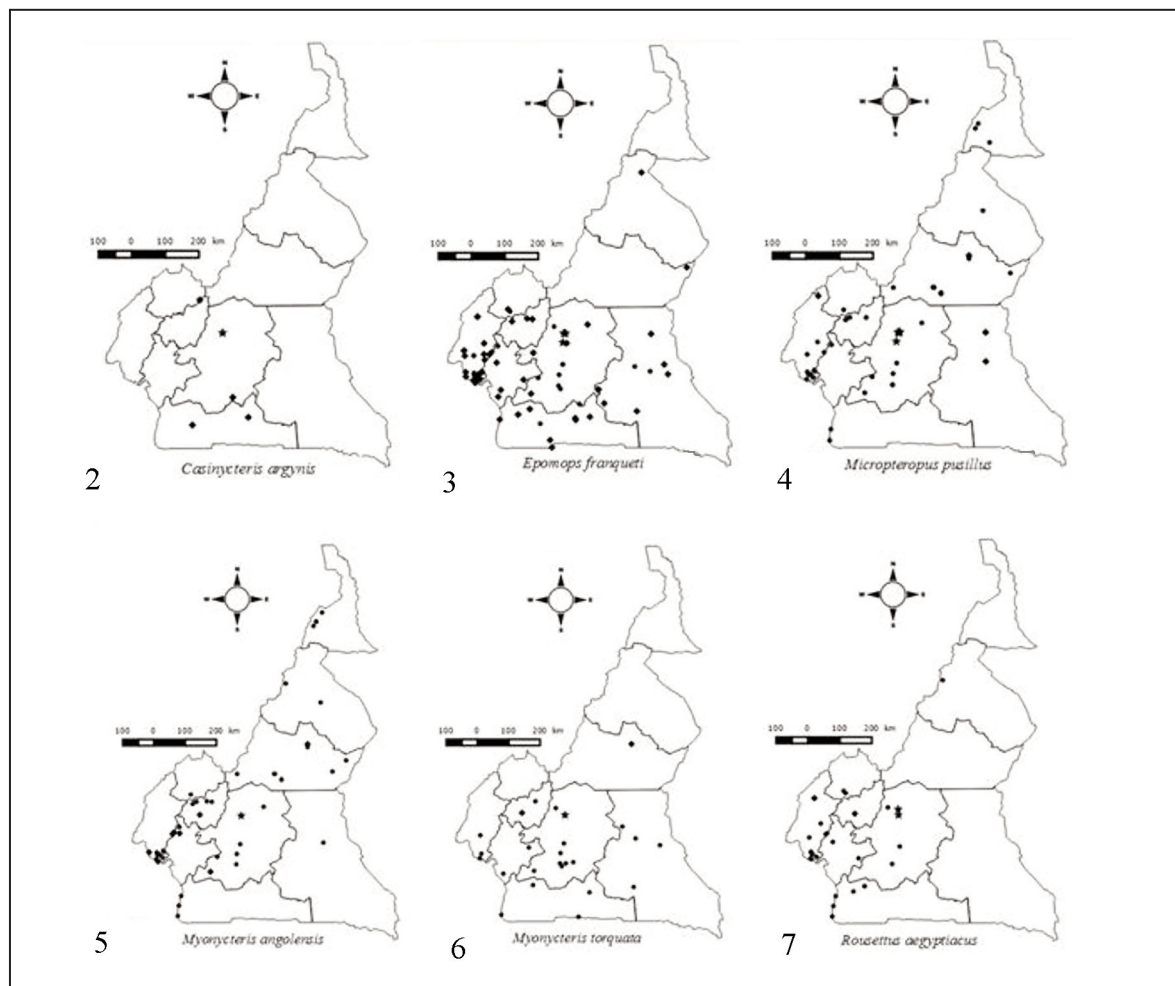 N
W E
S
100 0 100 200 km
2
Casinycteris argynis
N
W E
S
100 0 100 200 km
3
Epomops franqueti
N
W E
S
100 0 100 200 km
4
Micropteropus pusillus
N
W E
S
100 0 100 200 km
5
Myonycteris angolensis
N
W E
S
100 0 100 200 km
6
Myonycteris torquata
N
W E
S
100 0 100 200 km
7
Rousettus aegyptiacus